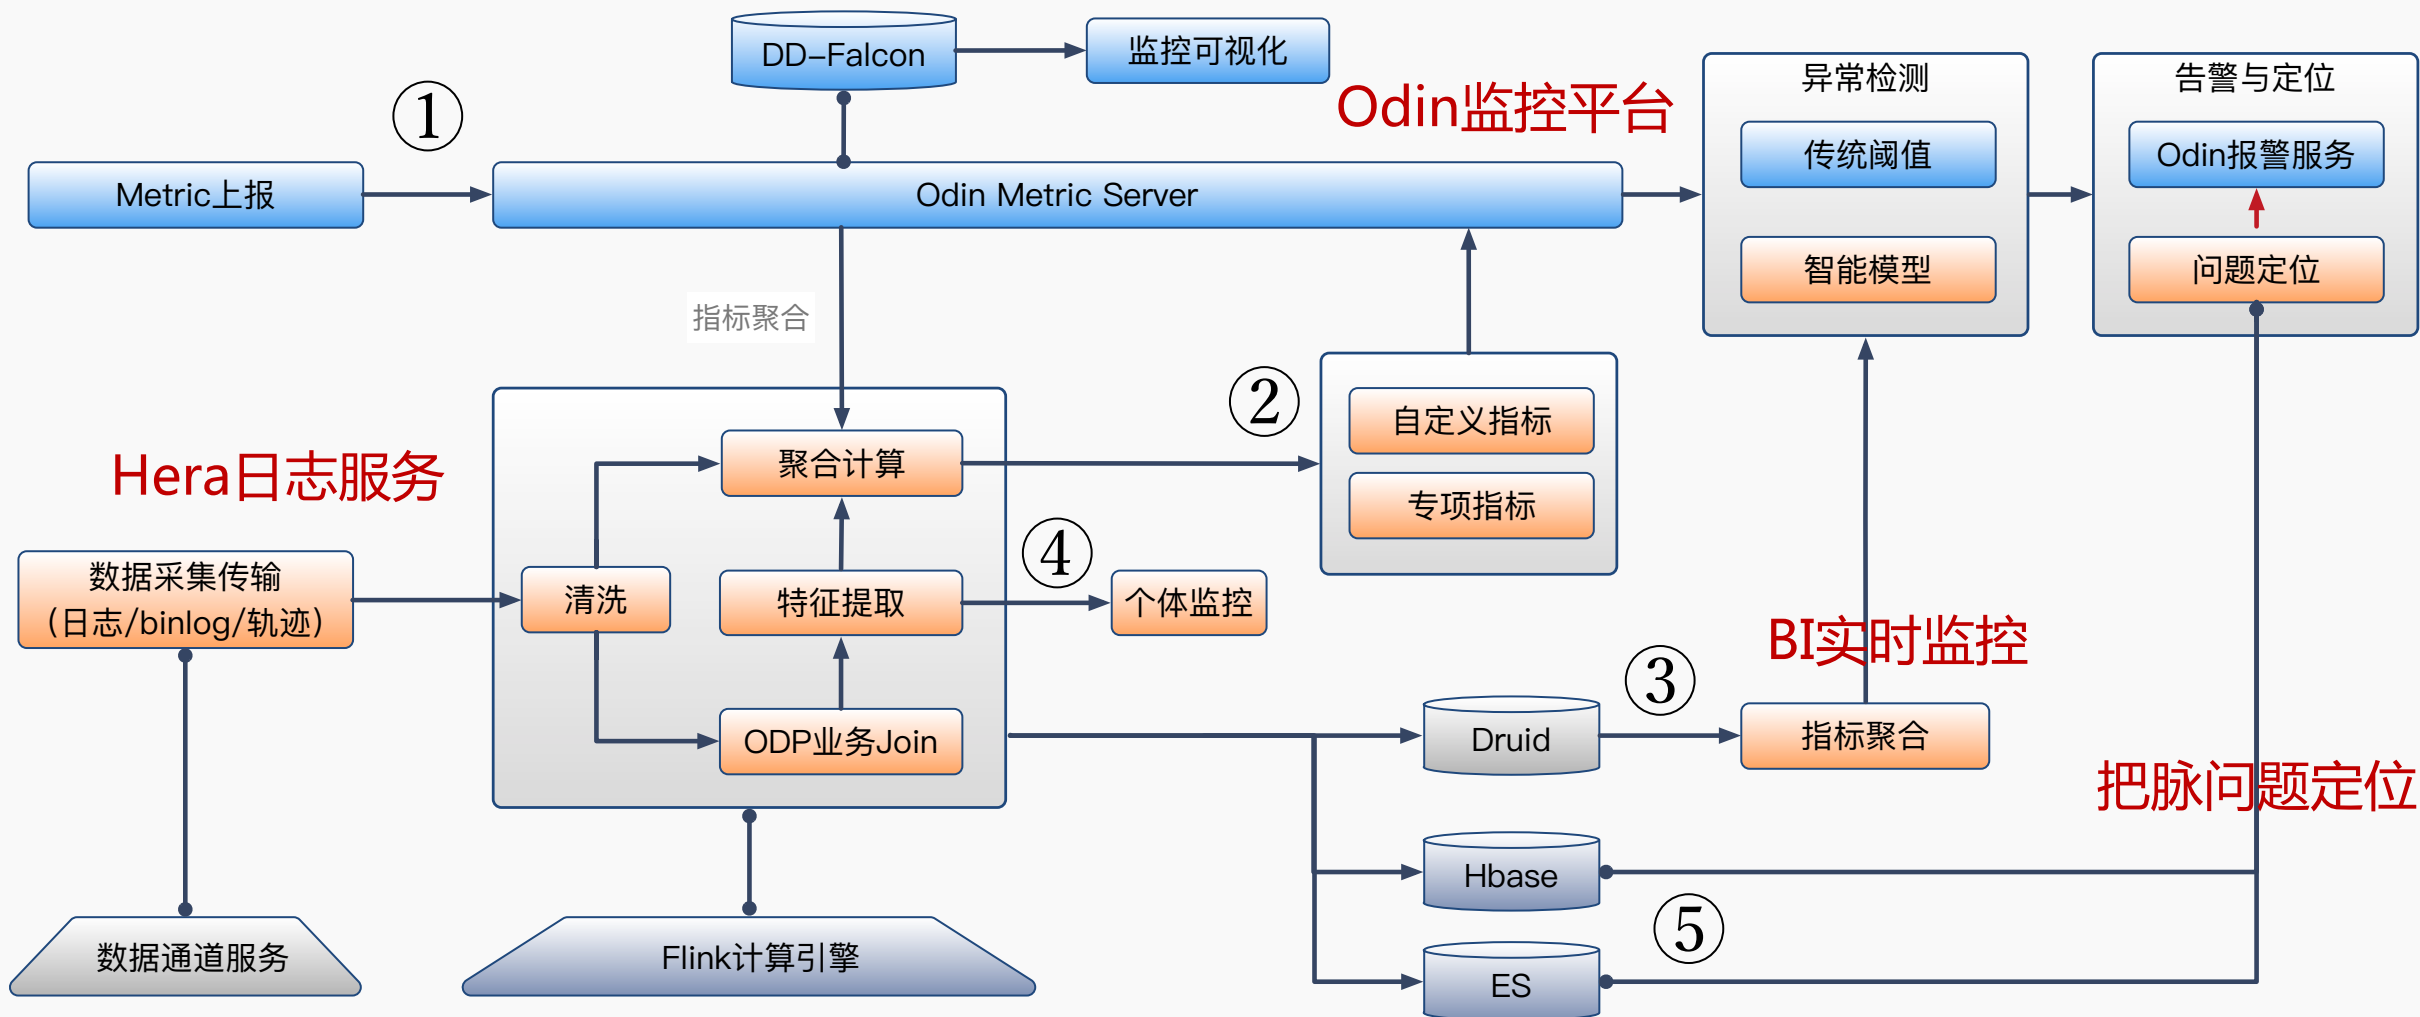 DD-Falcon
监控可视化
①
Odin监控平台
异常检测
告警与定位
传统阈值
Odin报警服务
Metric上报
Odin Metric Server
智能模型
问题定位
指标聚合
②
自定义指标
Hera日志服务
聚合计算
专项指标
④
数据采集传输
（日志/binlog/轨迹）
清洗
特征提取
个体监控
BI实时监控
③
ODP业务Join
Druid
指标聚合
把脉问题定位
Hbase
⑤
数据通道服务
Flink计算引擎
ES